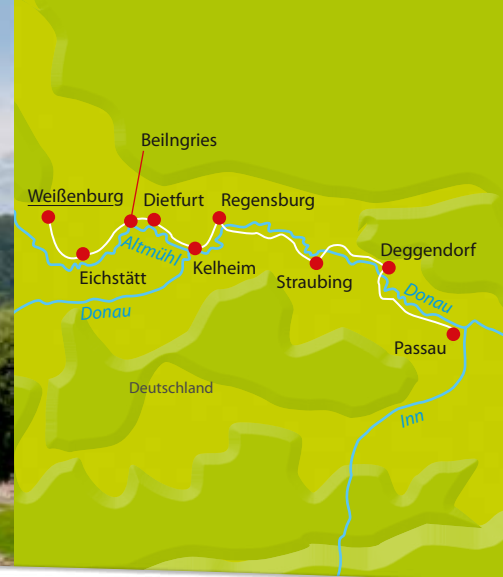 Beilngries
Weißenburg
Dietfurt
Regensburg
Altmühl
Kelheim
Eichstätt
Deggendorf
Straubing
Donau
Donau
Passau
Deutschland
Inn